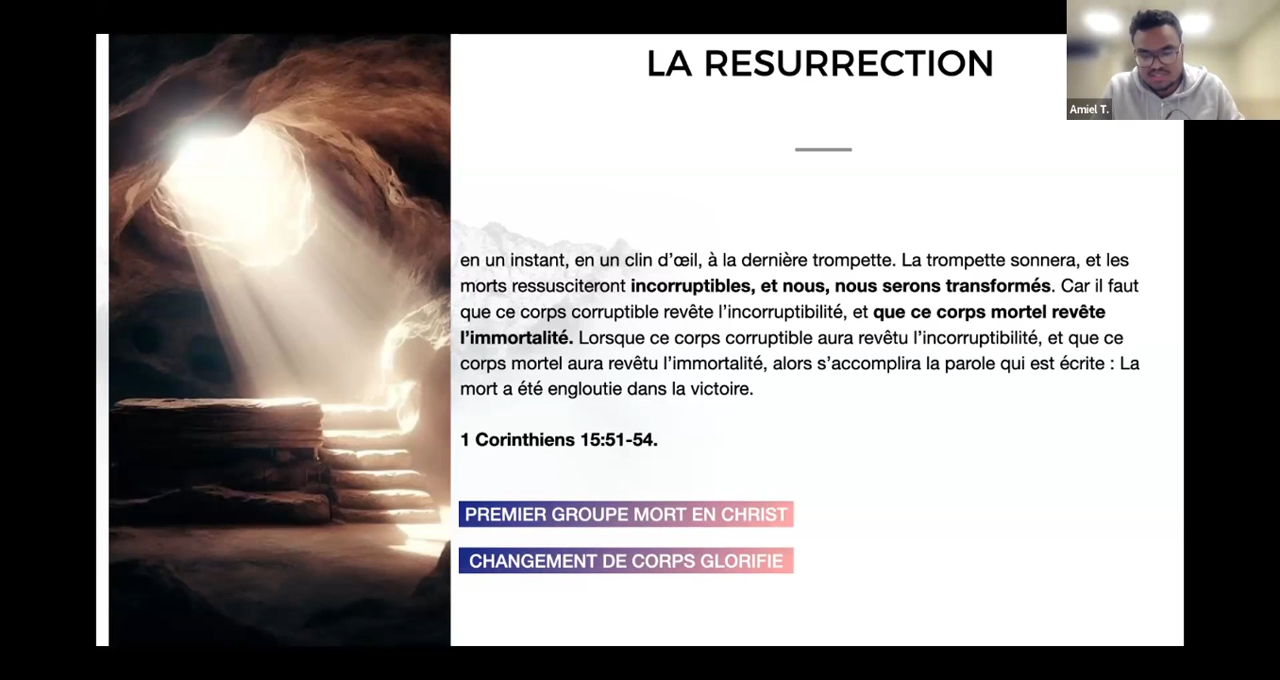 LA RESURRECTION
Amiel T.
en un instant, en un clin d’œil, à la dernière trompette. La trompette sonnera, et les
morts ressusciteront incorruptibles, et nous, nous serons transformés. Car il faut
que ce corps corruptible revête l’incorruptibilité, et que ce corps mortel revête
l’immortalité. Lorsque ce corps corruptible aura revêtu l’incorruptibilité, et que ce
corps mortel aura revêtu l’immortalité, alors s’accomplira la parole qui est écrite : La
mort a été engloutie dans la victoire.
1 Corinthiens 15:51-54.
PREMIER GROUPE MORT EN CHRIST
CHANGEMENT DE CORPS GLORIFIE